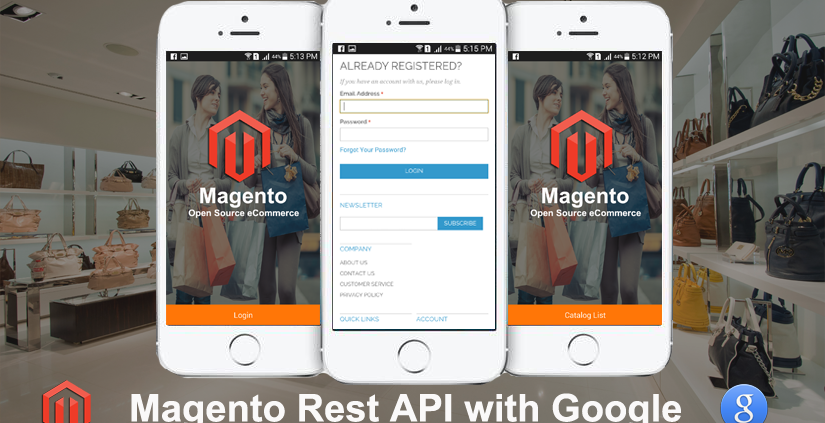 44% 5:13 PM
Magento
Open Source eCommerce
Login
44% 5:15 PM
ALREADY REGISTERED?
If you have an account with us, please log in.
Email Address *
Password *
Forgot Your Password?
LOGIN
NEWSLETTER
SUBSCRIBE
COMPANY
ABOUT US
CONTACT US
CUSTOMER SERVICE
PRIVACY POLICY
QUICK LINKS ACCOUNT
44% 5:12 PM
Magento
Open Source eCommerce
Catalog List
Magento Rest API with Google
g